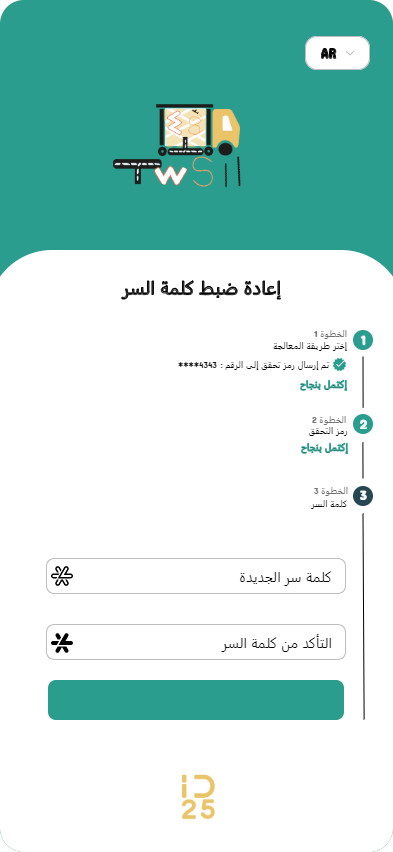 AR
TWSIl
إعادة ضبط كلمة السر
1
الخطوة 1
إختر طريقة المعالجة
تم إرسال رمز تحقق إلى الرقم : 4343****
إكتمل بنجاح
2
الخطوة 2
رمز التحقق
إكتمل بنجاح
3
الخطوة 3
كلمة السر
كلمة سر الجديدة
التأكد من كلمة السر
iD
25